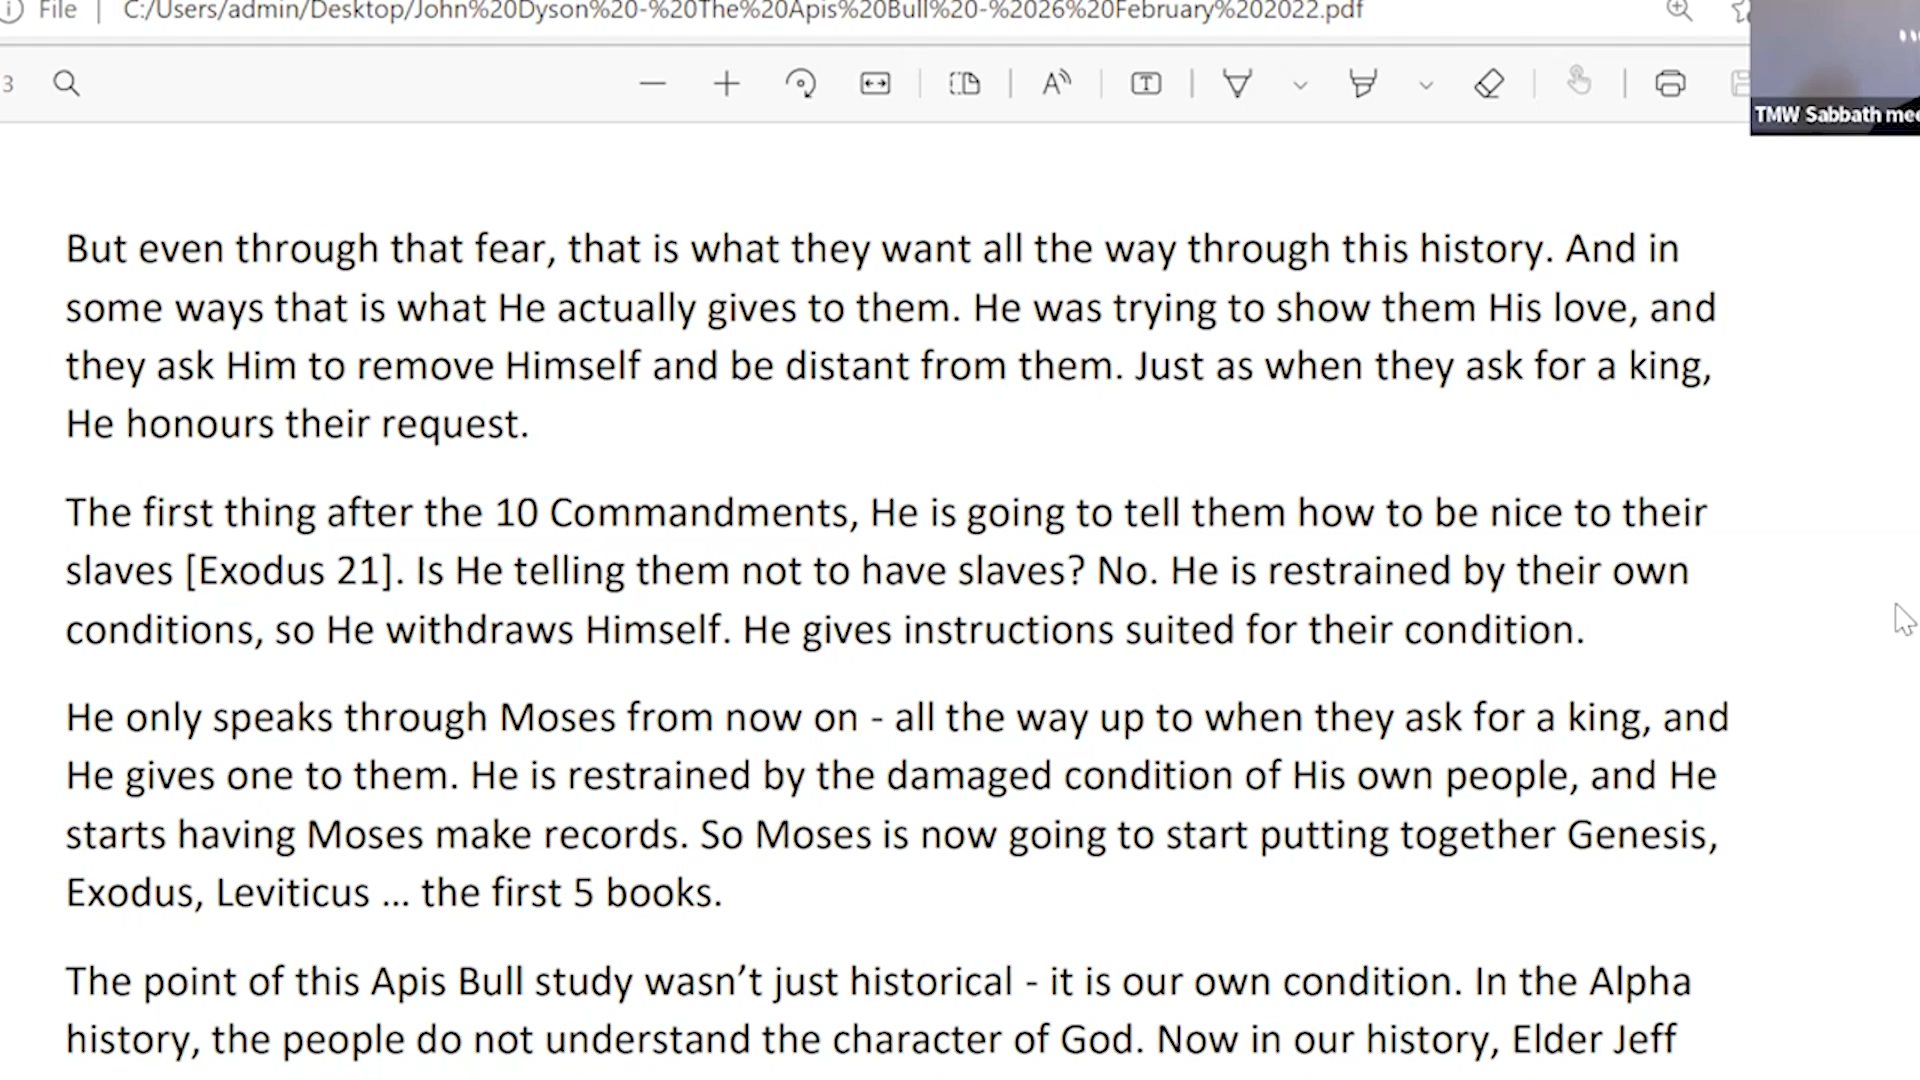 File | C:/Users/admin/Desktop/John%20Dyson%20-%20The%20Apis%20Bull%20-%2026%20February%202022.pdf
3
TMW Sabbath
But even through that fear, that is what they want all the way through this history. And in
some ways that is what He actually gives to them. He was trying to show them His love, and
they ask Him to remove Himself and be distant from them. Just as when they ask for a king,
He honours their request.
The first thing after the 10 Commandments, He is going to tell them how to be nice to their
slaves [Exodus 21]. Is He telling them not to have slaves? No. He is restrained by their own
conditions, so He withdraws Himself. He gives instructions suited for their condition.
He only speaks through Moses from now on - all the way up to when they ask for a king, and
He gives one to them. He is restrained by the damaged condition of His own people, and He
starts having Moses make records. So Moses is now going to start putting together Genesis,
Exodus, Leviticus ... the first 5 books.
The point of this Apis Bull study wasn’t just historical - it is our own condition. In the Alpha
history, the people do not understand the character of God. Now in our history, Elder Jeff